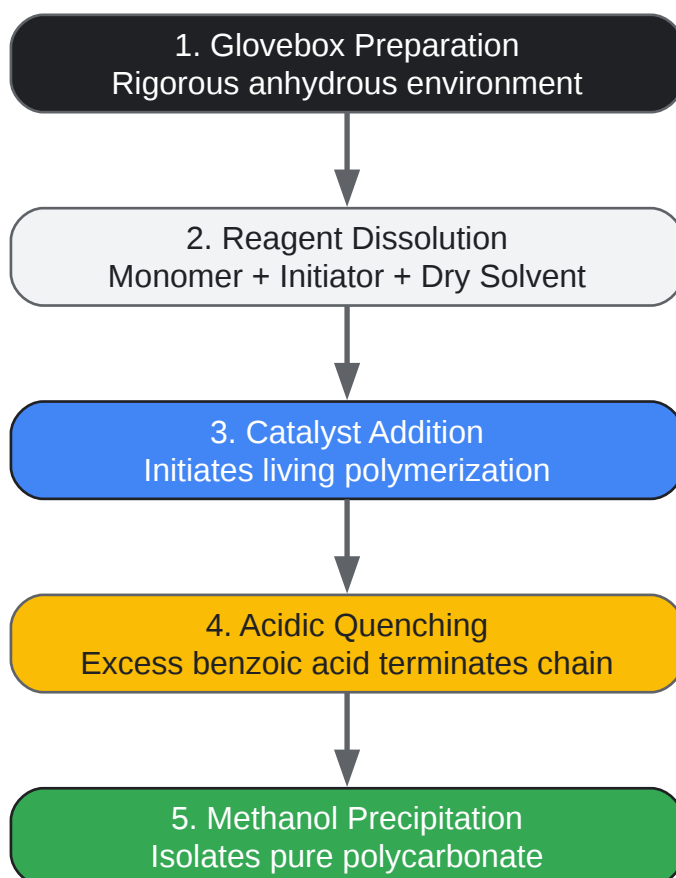 1. Glovebox Preparation
Rigorous anhydrous environment
2. Reagent Dissolution
Monomer + Initiator + Dry Solvent
3. Catalyst Addition
Initiates living polymerization
4. Acidic Quenching
Excess benzoic acid terminates chain
5. Methanol Precipitation
Isolates pure polycarbonate